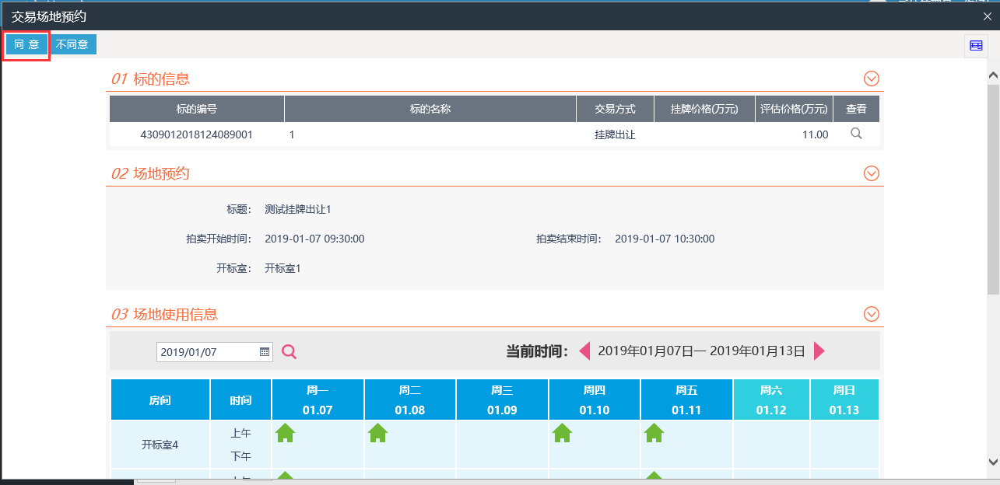 交易场地预约
同 意 不同意
01 标的信息
标的编号 标的名称 交易方式 挂牌价格(万元) 评估价格(万元) 查看
4309012018124089001 1 挂牌出让 11.00
02 场地预约
标题： 测试挂牌出让1
拍卖开始时间： 2019-01-07 09:30:00 拍卖结束时间： 2019-01-07 10:30:00
开标室： 开标室1
03 场地使用信息
2019/01/07 当前时间： 2019年01月07日一 2019年01月13日
房间 时间 周一 周二 周三 周四 周五 周六 周日
01.07 01.08 01.09 01.10 01.11 01.12 01.13
开标室4 上午
下午